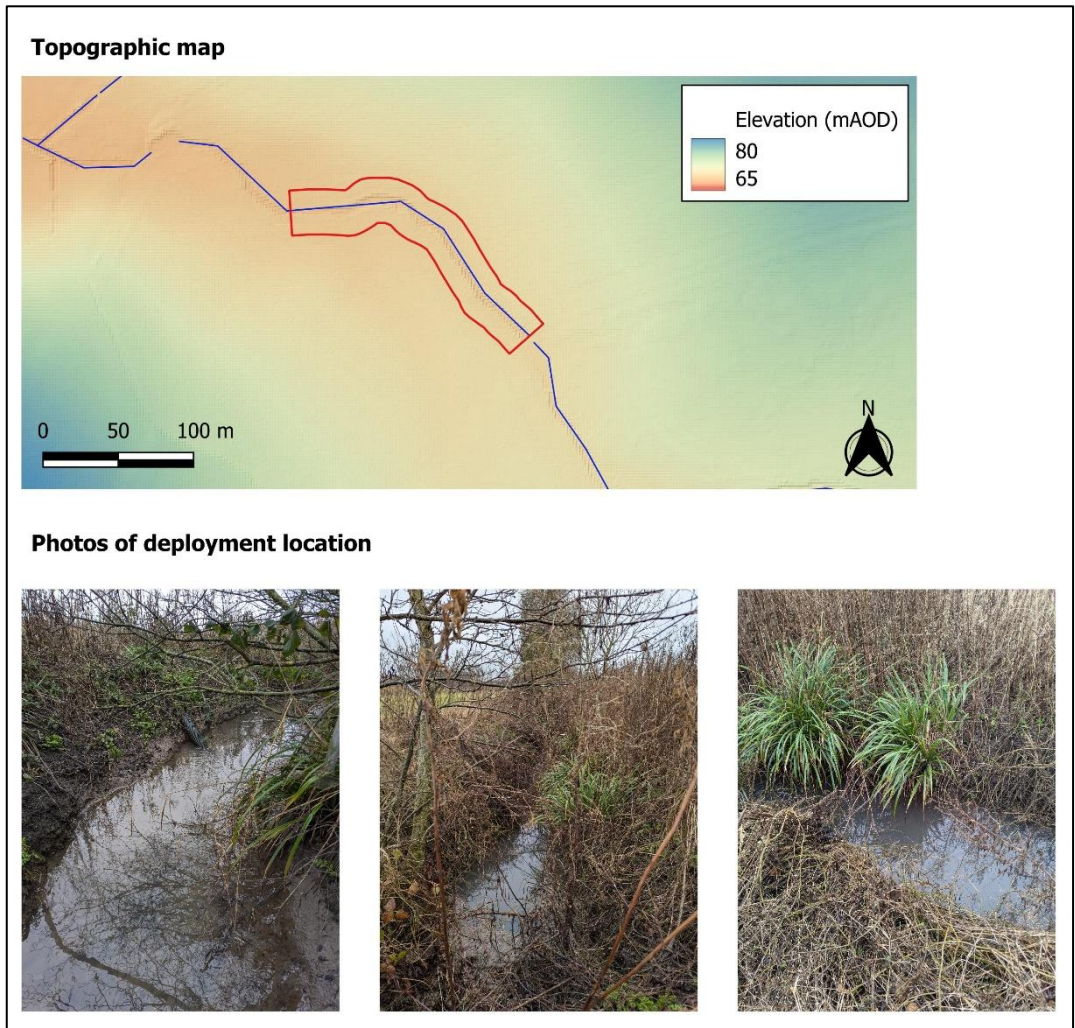 Topographic map
Elevation (mAOD)
80
65
0 50 100 m
N
Photos of deployment location